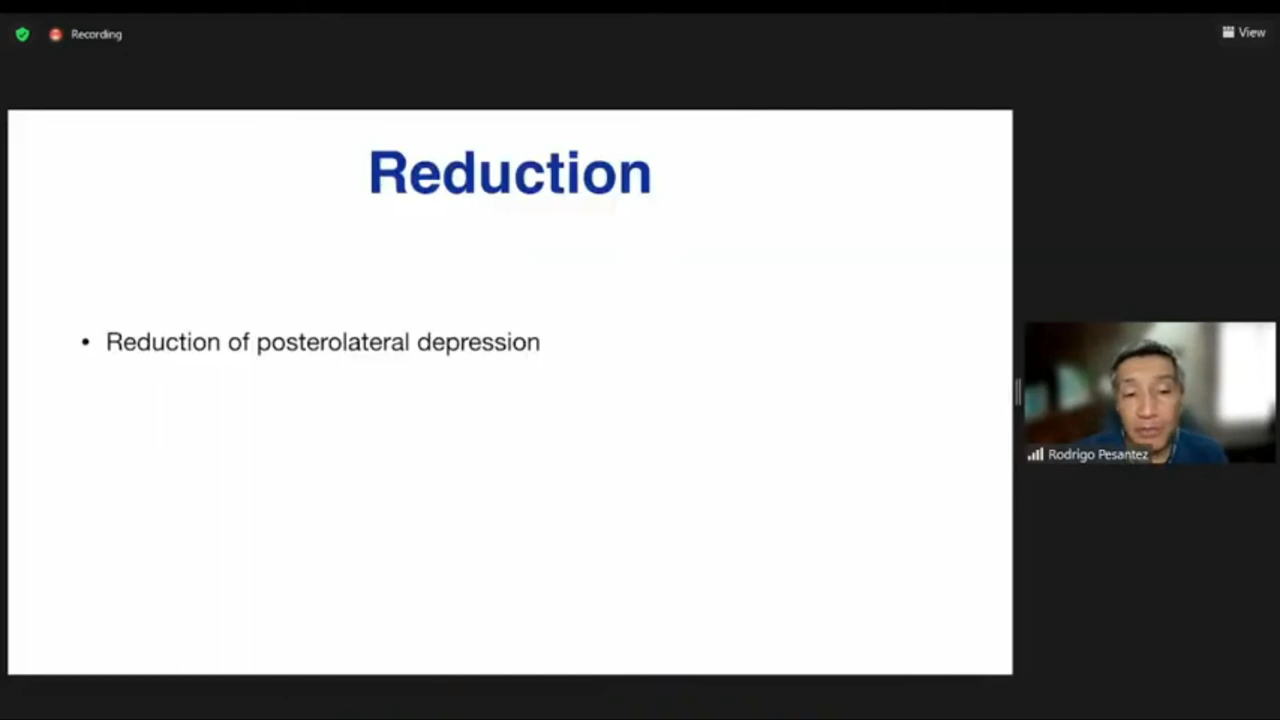 Recording
View
Reduction
• Reduction of posterolateral depression
Rodrigo Pesantez